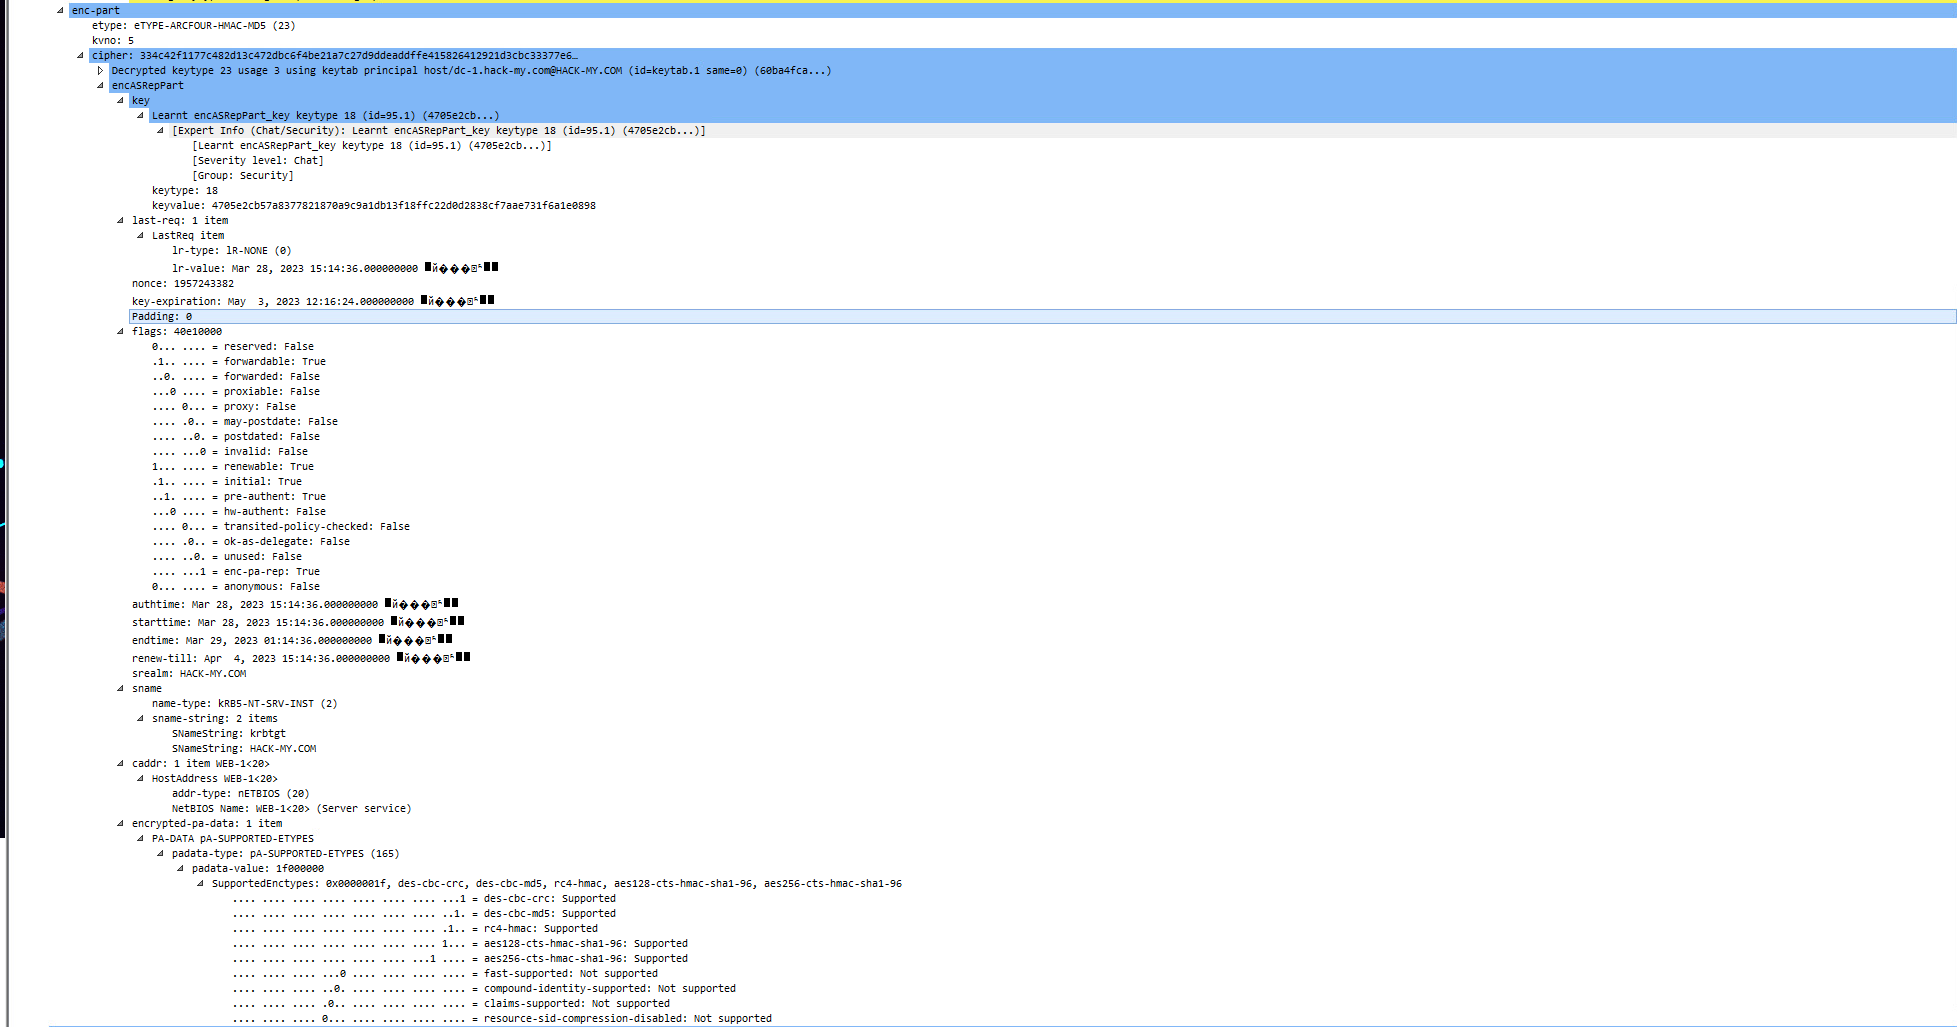 enc-part
etype: eTYPE-ARCFOUR-HMAC-MD5 (23)
kvno: 5
cipher: 334c42f1177c482d13c472dbc6f4be21a7c27d9ddeaddffe415826412921d3cbc33377e6…
Decrypted keytype 23 usage 3 using keytab principal host/dc-1.hack-my.com@HACK-MY.COM (id=keytab.1 same=0) (60ba4fca...)
encASRepPart
key
Learnt encASRepPart_key keytype 18 (id=95.1) (4705e2cb...)
[Expert Info (Chat/Security): Learnt encASRepPart_key keytype 18 (id=95.1) (4705e2cb...)]
[Learnt encASRepPart_key keytype 18 (id=95.1) (4705e2cb...)]
[Severity level: Chat]
[Group: Security]
keytype: 18
keyvalue: 4705e2cb57a8377821870a9c9a1db13f18ffc22d0d2838cf7aae731f6a1e0898
last-req: 1 item
LastReq item
lr-type: lR-NONE (0)
lr-value: Mar 28, 2023 15:14:36.000000000
nonce: 1957243382
key-expiration: May  3, 2023 12:16:24.000000000
Padding: 0
flags: 40e10000
0... .... = reserved: False
.1.. .... = forwardable: True
..0. .... = forwarded: False
...0 .... = proxiable: False
.... 0... = proxy: False
.... .0.. = may-postdate: False
.... ..0. = postdated: False
.... ...0 = invalid: False
1... .... = renewable: True
.1.. .... = initial: True
..1. .... = pre-authent: True
...0 .... = hw-authent: False
.... 0... = transited-policy-checked: False
.... .0.. = ok-as-delegate: False
.... ..0. = unused: False
.... ...1 = enc-pa-rep: True
0... .... = anonymous: False
authtime: Mar 28, 2023 15:14:36.000000000
starttime: Mar 28, 2023 15:14:36.000000000
endtime: Mar 29, 2023 01:14:36.000000000
renew-till: Apr  4, 2023 15:14:36.000000000
srealm: HACK-MY.COM
sname
name-type: kRB5-NT-SRV-INST (2)
sname-string: 2 items
SNameString: krbtgt
SNameString: HACK-MY.COM
caddr: 1 item WEB-1<20>
HostAddress WEB-1<20>
addr-type: nETBIOS (20)
NetBIOS Name: WEB-1<20> (Server service)
encrypted-pa-data: 1 item
PA-DATA pA-SUPPORTED-ETYPES
padata-type: pA-SUPPORTED-ETYPES (165)
padata-value: 1f000000
SupportedEnctypes: 0x0000001f, des-cbc-crc, des-cbc-md5, rc4-hmac, aes128-cts-hmac-sha1-96, aes256-cts-hmac-sha1-96
.... .... .... .... .... .... .... ...1 = des-cbc-crc: Supported
.... .... .... .... .... .... .... ..1. = des-cbc-md5: Supported
.... .... .... .... .... .... .... .1.. = rc4-hmac: Supported
.... .... .... .... .... .... .... 1... = aes128-cts-hmac-sha1-96: Supported
.... .... .... .... .... .... ...1 .... = aes256-cts-hmac-sha1-96: Supported
.... .... .... ...0 .... .... .... .... = fast-supported: Not supported
.... .... .... ..0. .... .... .... .... = compound-identity-supported: Not supported
.... .... .... .0.. .... .... .... .... = claims-supported: Not supported
.... .... .... 0... .... .... .... .... = resource-sid-compression-disabled: Not supported